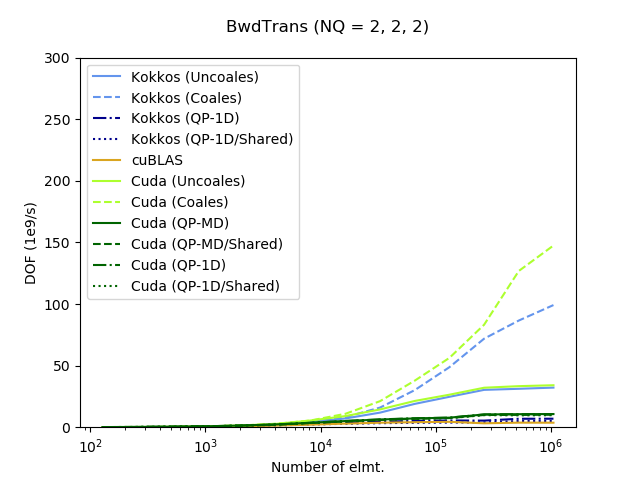 BwdTrans (NQ = 2, 2, 2)
DOF (1e9/s)
300
250
200
150
100
50
0
Kokkos (Uncoales)
Kokkos (Coales)
Kokkos (QP-1D)
Kokkos (QP-1D/Shared)
cuBLAS
Cuda (Uncoales)
Cuda (Coales)
Cuda (QP-MD)
Cuda (QP-MD/Shared)
Cuda (QP-1D)
Cuda (QP-1D/Shared)
10² 10³ 10⁴ 10⁵ 10⁶
Number of elmt.